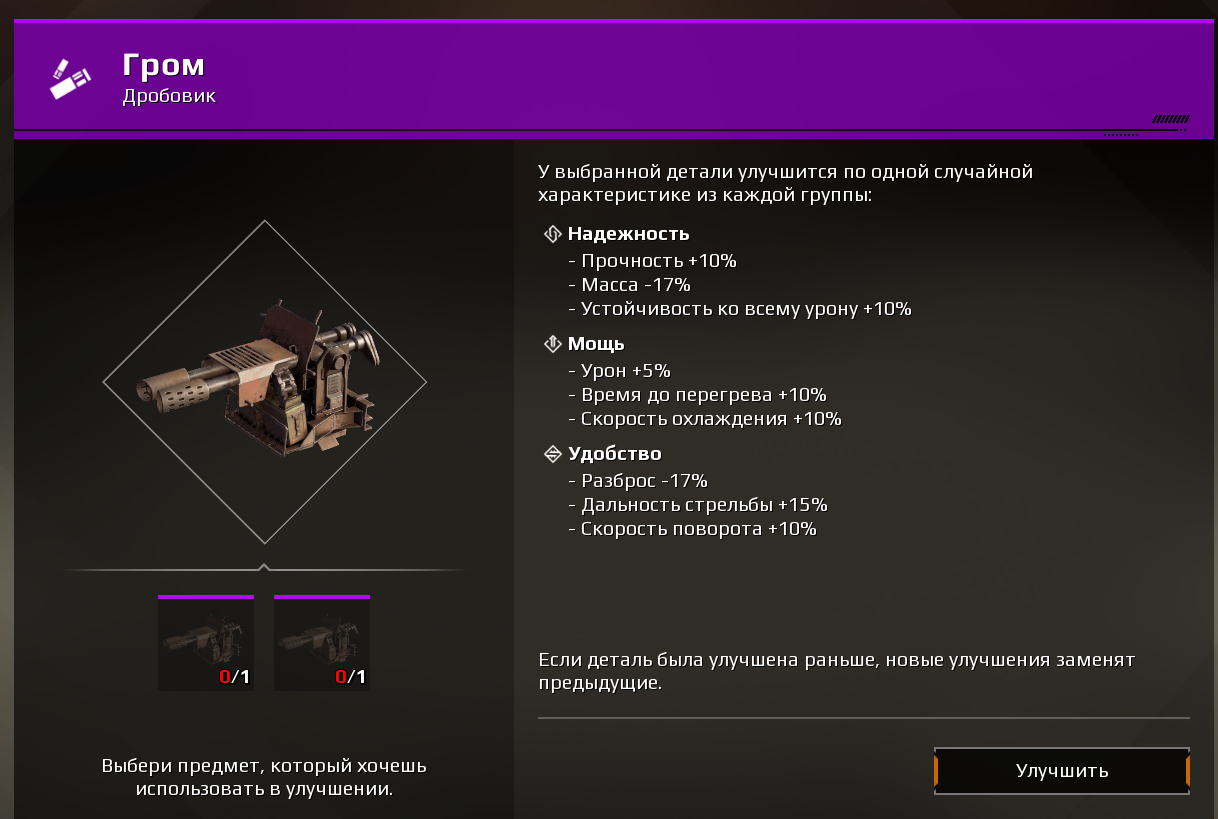 Гром
Дробовик
У выбранной детали улучшится по одной случайной
характеристике из каждой группы:
Надежность
- Прочность +10%
- Масса -17%
- Устойчивость ко всему урону +10%
Мощь
- Урон +5%
- Время до перегрева +10%
- Скорость охлаждения +10%
Удобство
- Разброс -17%
- Дальность стрельбы +15%
- Скорость поворота +10%
0/1
0/1
Если деталь была улучшена раньше, новые улучшения заменят
предыдущие.
Выбери предмет, который хочешь
использовать в улучшении.
Улучшить